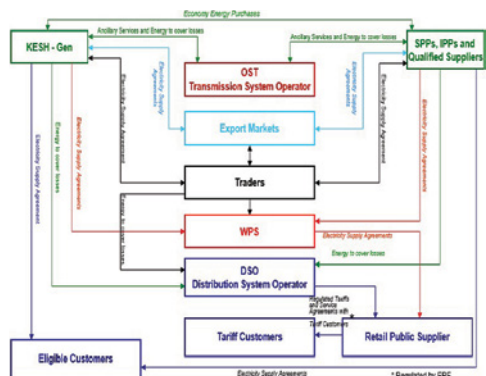 Economy Energy Purchases
Ancillary Services and Energy to cover losses
Ancillary Services and Energy to cover losses
KESH - Gen
SPPs, IPPs and
Qualified Suppliers
OST
Transmission System Operator
Electricity Supply
Agreements
Electricity Supply
Agreements
Export Markets
Electricity Supply
Agreement
Electricity Supply
Agreement
Traders
Electricity Supply Agreement
Energy to cover losses
Electricity Supply Agreements
Electricity Supply Agreements
Energy to
cover losses
WPS
Electricity Supply Agreements
DSO
Distribution System Operator
Energy to cover losses
Regulated Tariffs
and Service
Agreements with
Tariff Customers
Tariff Customers
Retail Public Supplier
Eligible Customers
Electricity Supply Agreements
* Regulated by ERE